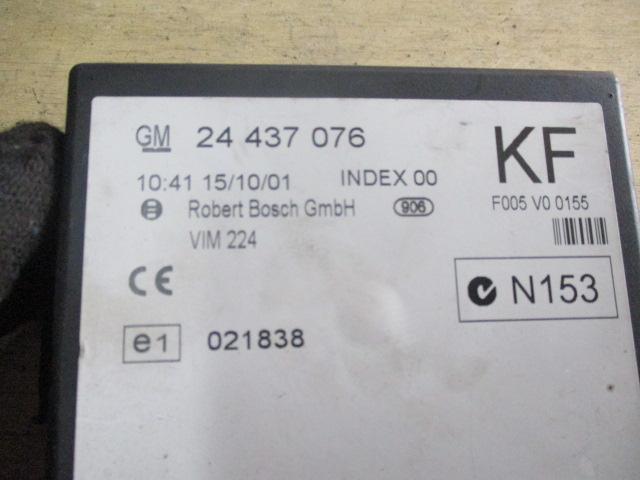 GM 24 437 076
KF
10:41 15/10/01 INDEX 00
Robert Bosch GmbH 906
F005 V0 0155
VIM 224
CE
N153
e1 021838